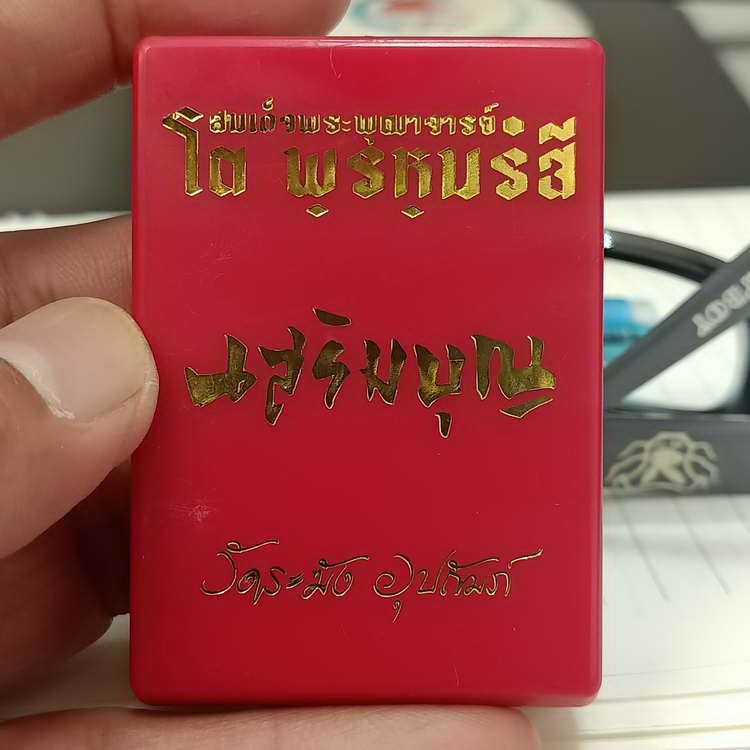 สมเด็จพระพุฒาจารย์
โต พฺรหฺมรํสี
เสริมบุญ
วัดระฆัง อุปถัมภ์